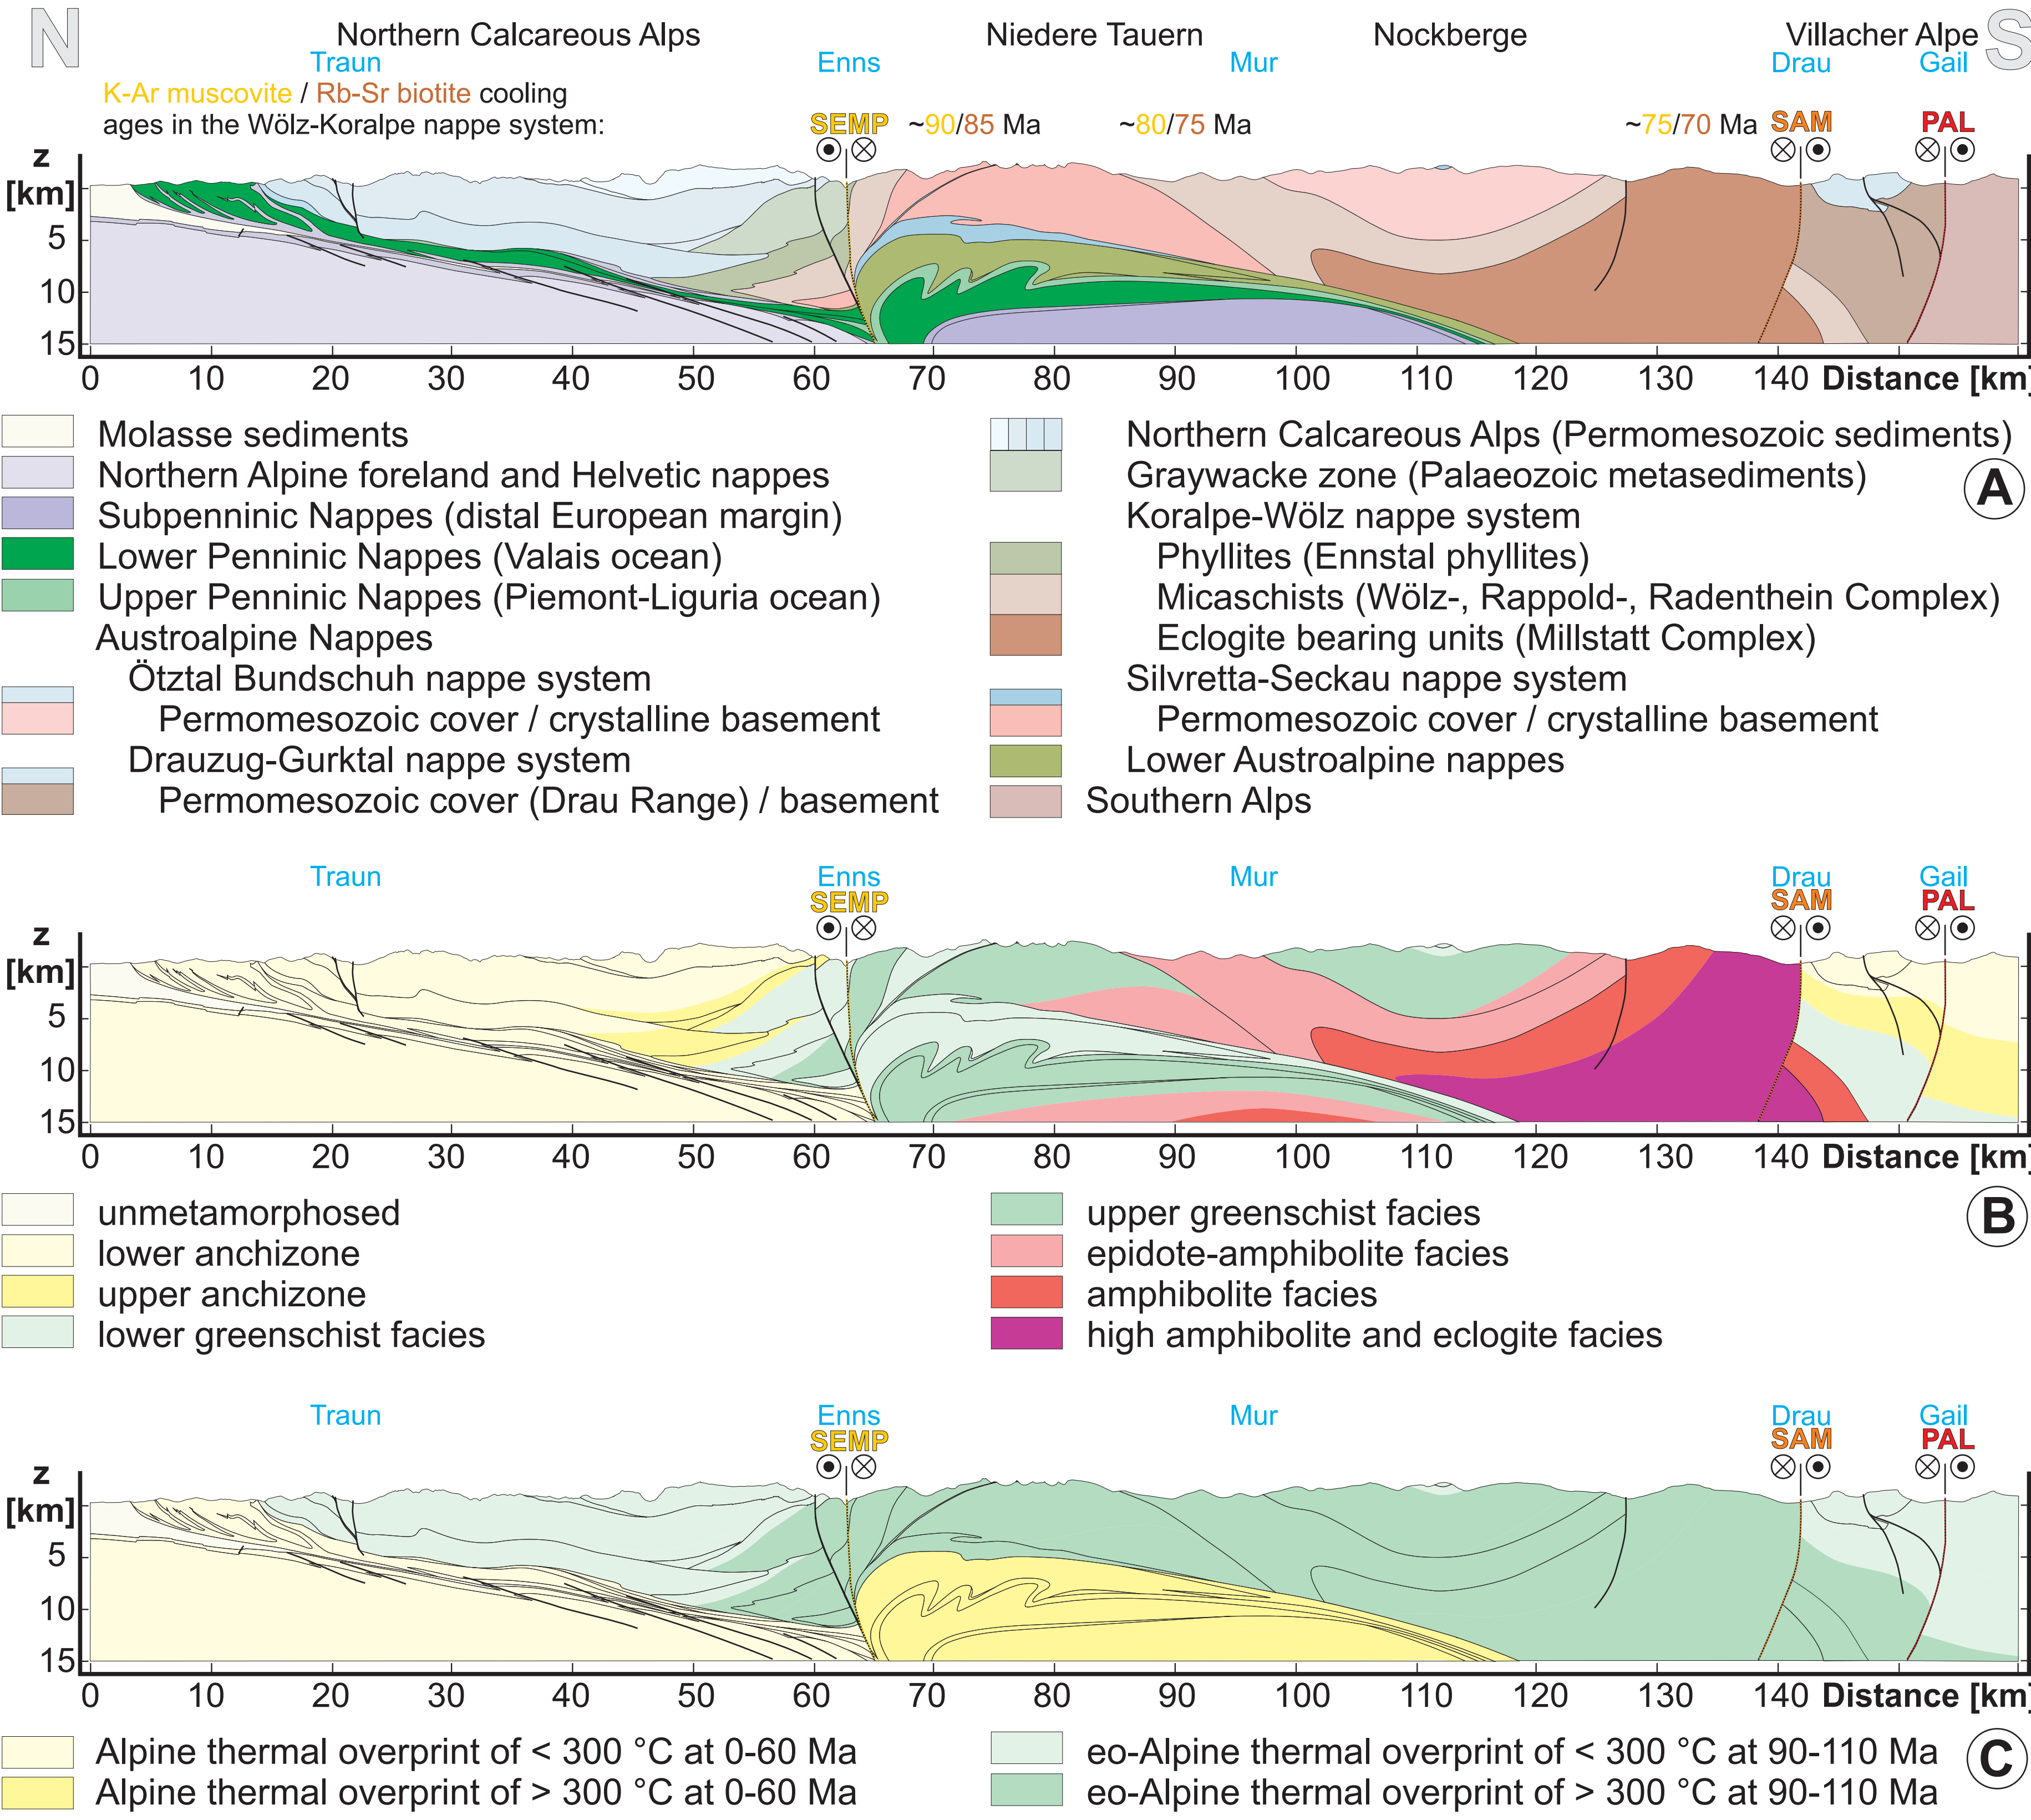 N Northern Calcareous Alps Niedere Tauern Nockberge Villacher Alpe S
Traun Enns Mur Drau Gail
K-Ar muscovite / Rb-Sr biotite cooling
ages in the Wölz-Koralpe nappe system: SEMP ~90/85 Ma ~80/75 Ma ~75/70 Ma SAM PAL
z
[km]
5
10
15
0 10 20 30 40 50 60 70 80 90 100 110 120 130 140 Distance [km]
Molasse sediments
Northern Alpine foreland and Helvetic nappes
Subpenninic Nappes (distal European margin)
Lower Penninic Nappes (Valais ocean)
Upper Penninic Nappes (Piemont-Liguria ocean)
Austroalpine Nappes
Ötztal Bundschuh nappe system
Permomesozoic cover / crystalline basement
Drauzug-Gurktal nappe system
Permomesozoic cover (Drau Range) / basement
Northern Calcareous Alps (Permomesozoic sediments)
Graywacke zone (Palaeozoic metasediments)
Koralpe-Wölz nappe system
Phyllites (Ennstal phyllites)
Micaschists (Wölz-, Rappold-, Radenthein Complex)
Eclogite bearing units (Millstatt Complex)
Silvretta-Seckau nappe system
Permomesozoic cover / crystalline basement
Lower Austroalpine nappes
Southern Alps
A
Traun Enns Mur Drau Gail
SEMP SAM PAL
z
[km]
5
10
15
0 10 20 30 40 50 60 70 80 90 100 110 120 130 140 Distance [km]
unmetamorphosed
lower anchizone
upper anchizone
lower greenschist facies
upper greenschist facies
epidote-amphibolite facies
amphibolite facies
high amphibolite and eclogite facies
B
Traun Enns Mur Drau Gail
SEMP SAM PAL
z
[km]
5
10
15
0 10 20 30 40 50 60 70 80 90 100 110 120 130 140 Distance [km]
Alpine thermal overprint of < 300 °C at 0-60 Ma
Alpine thermal overprint of > 300 °C at 0-60 Ma
eo-Alpine thermal overprint of < 300 °C at 90-110 Ma
eo-Alpine thermal overprint of > 300 °C at 90-110 Ma
C